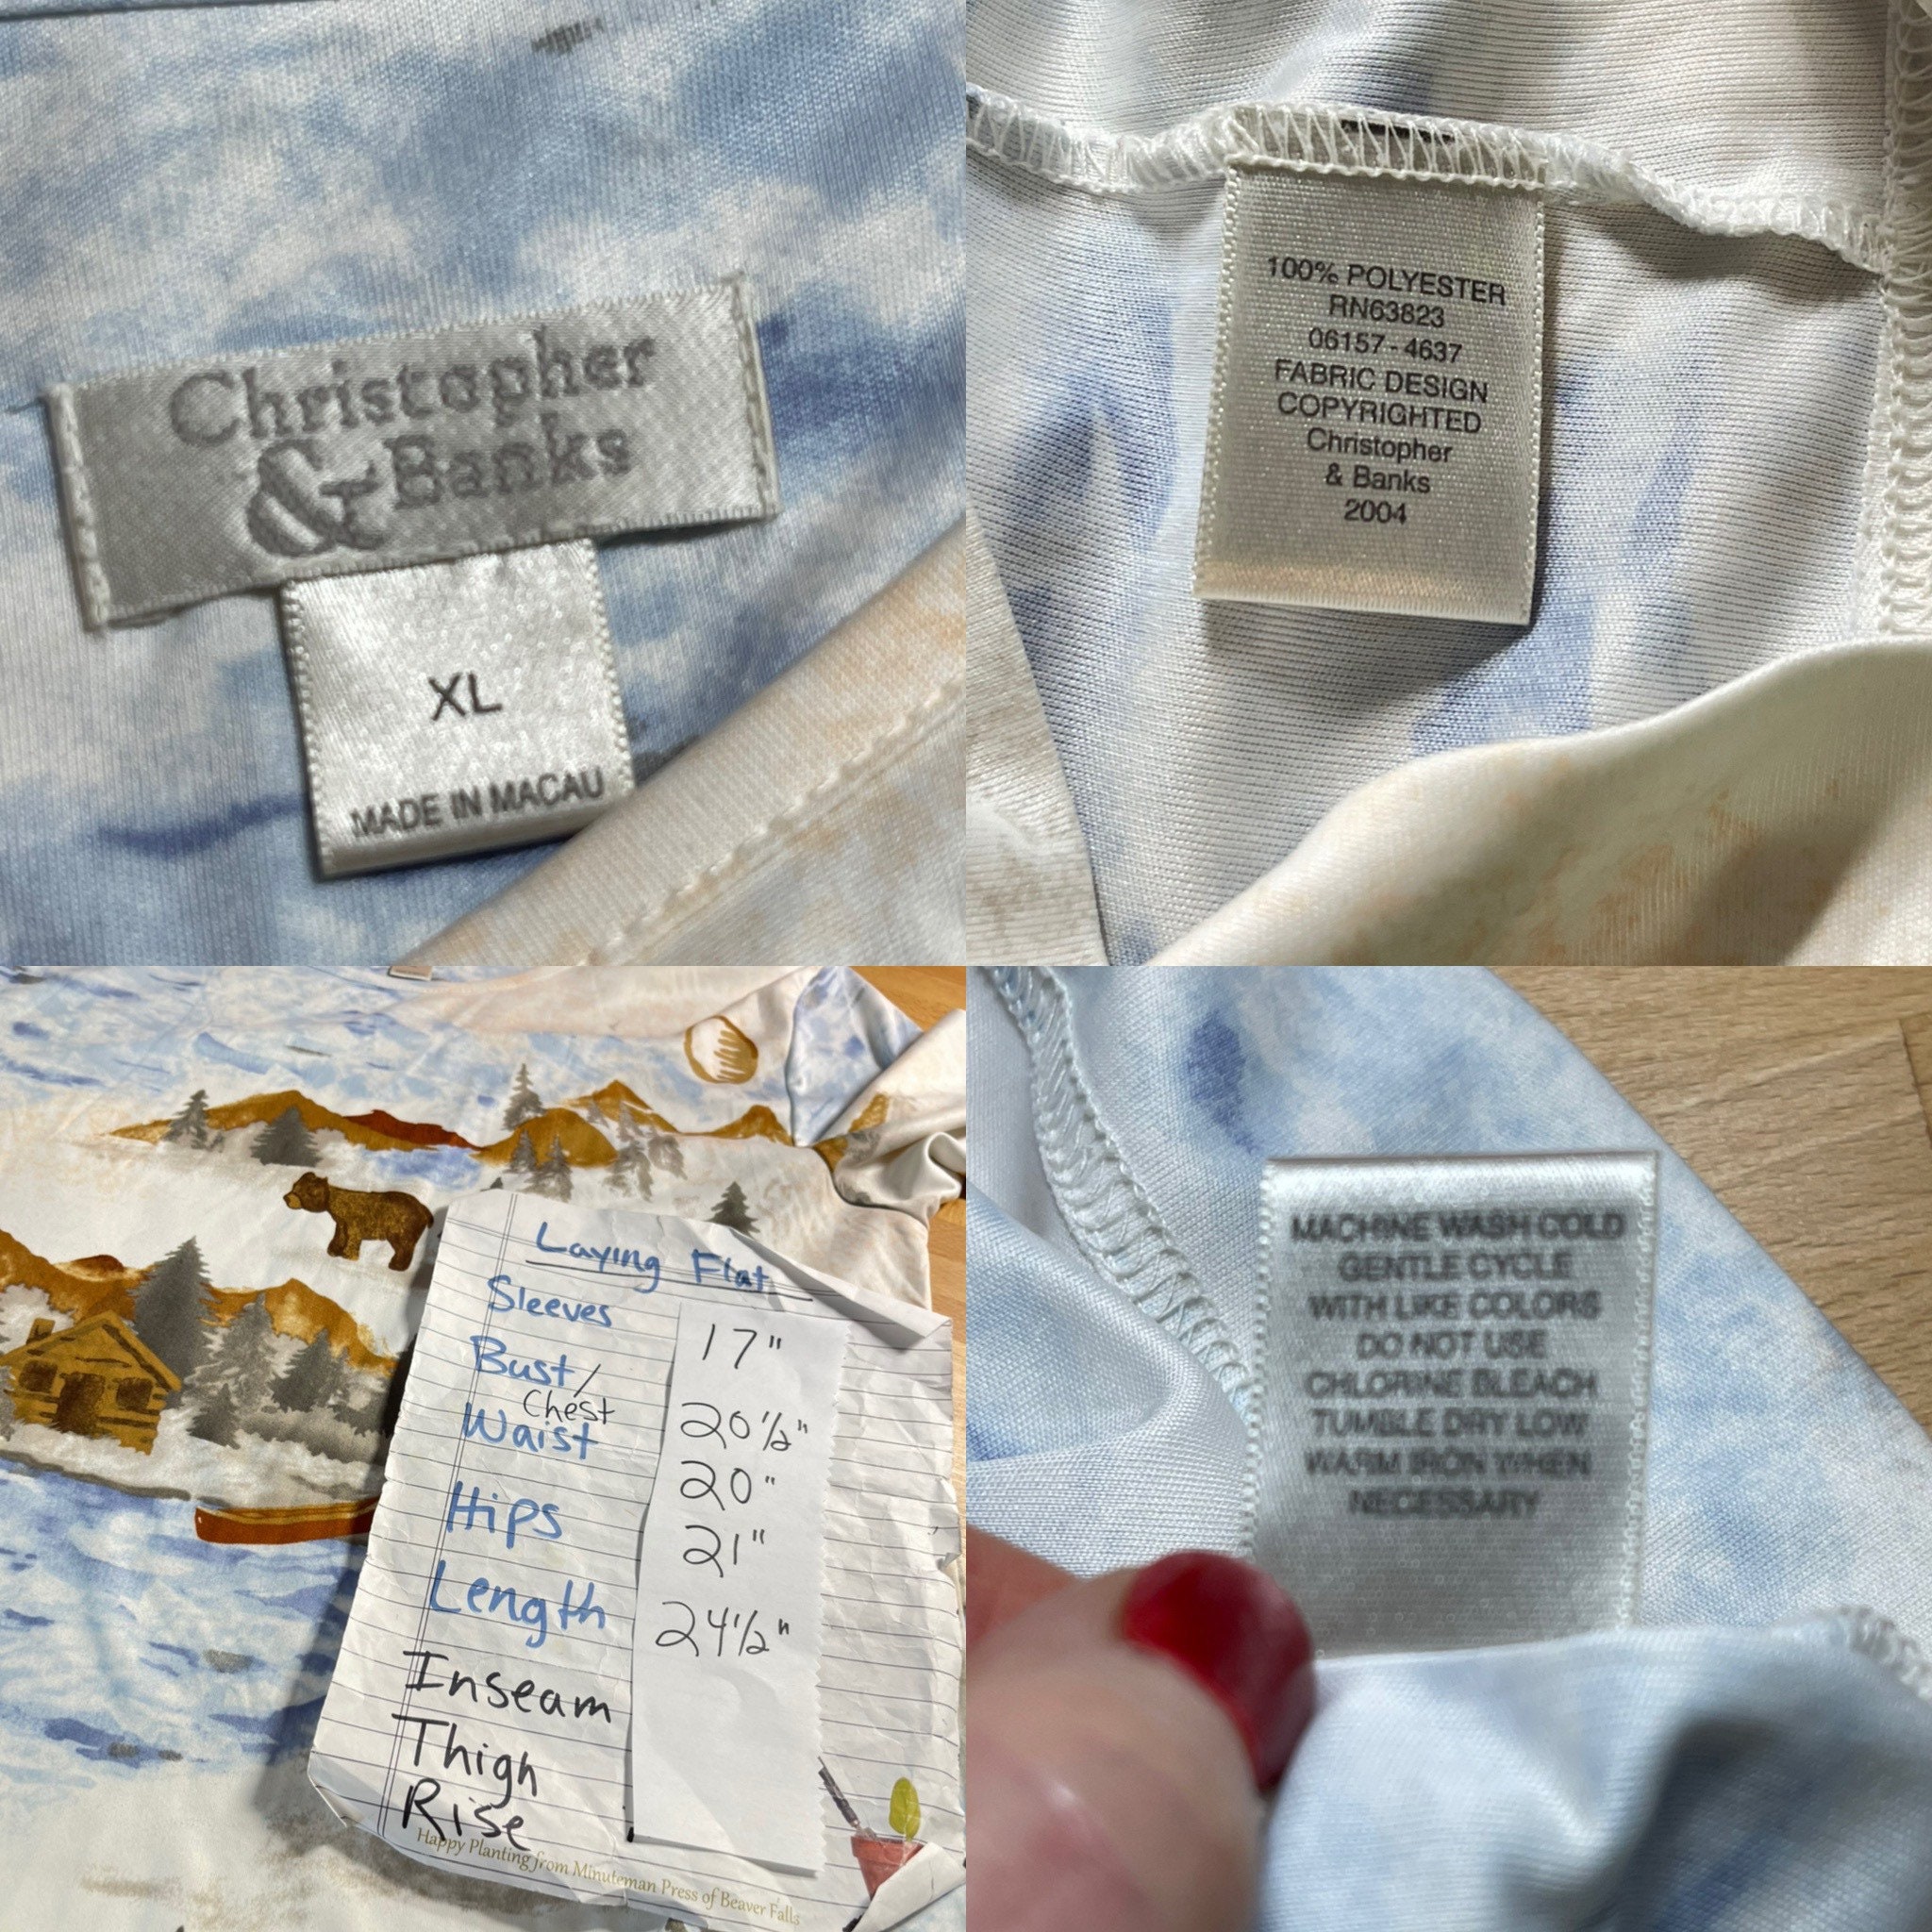 Christopher
& Banks
XL
MADE IN MACAU
100% POLYESTER
RN63823
06157 - 4637
FABRIC DESIGN
COPYRIGHTED
Christopher
& Banks
2004
Laying Flat
Sleeves 17"
Bust/ 20½"
Chest
Waist 20"
Hips 21"
Length 24½"
Inseam
Thigh
Rise
Happy Planting from Minuteman Press of Beaver Falls
MACHINE WASH COLD
GENTLE CYCLE
WITH LIKE COLORS
DO NOT USE
CHLORINE BLEACH
TUMBLE DRY LOW
WARM IRON WHEN
NECESSARY